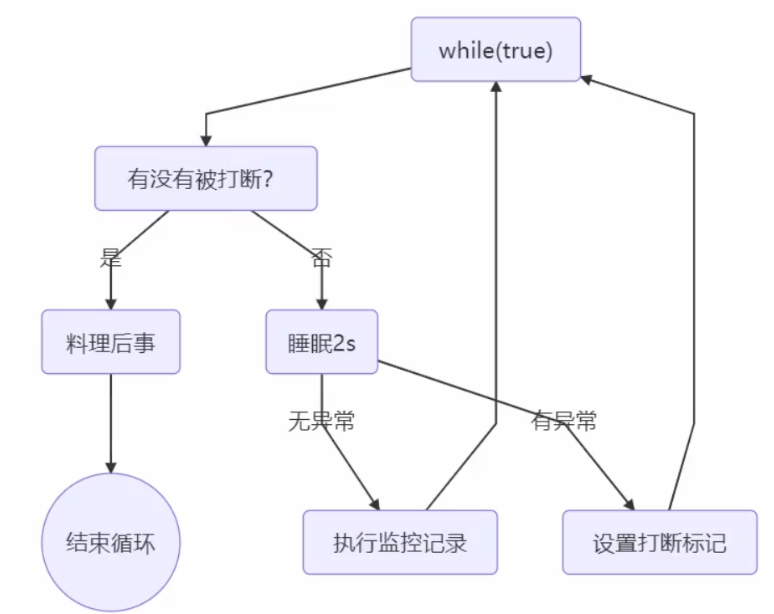 while(true)
有没有被打断?
是
否
料理后事
睡眠2s
无异常
有异常
结束循环
执行监控记录
设置打断标记